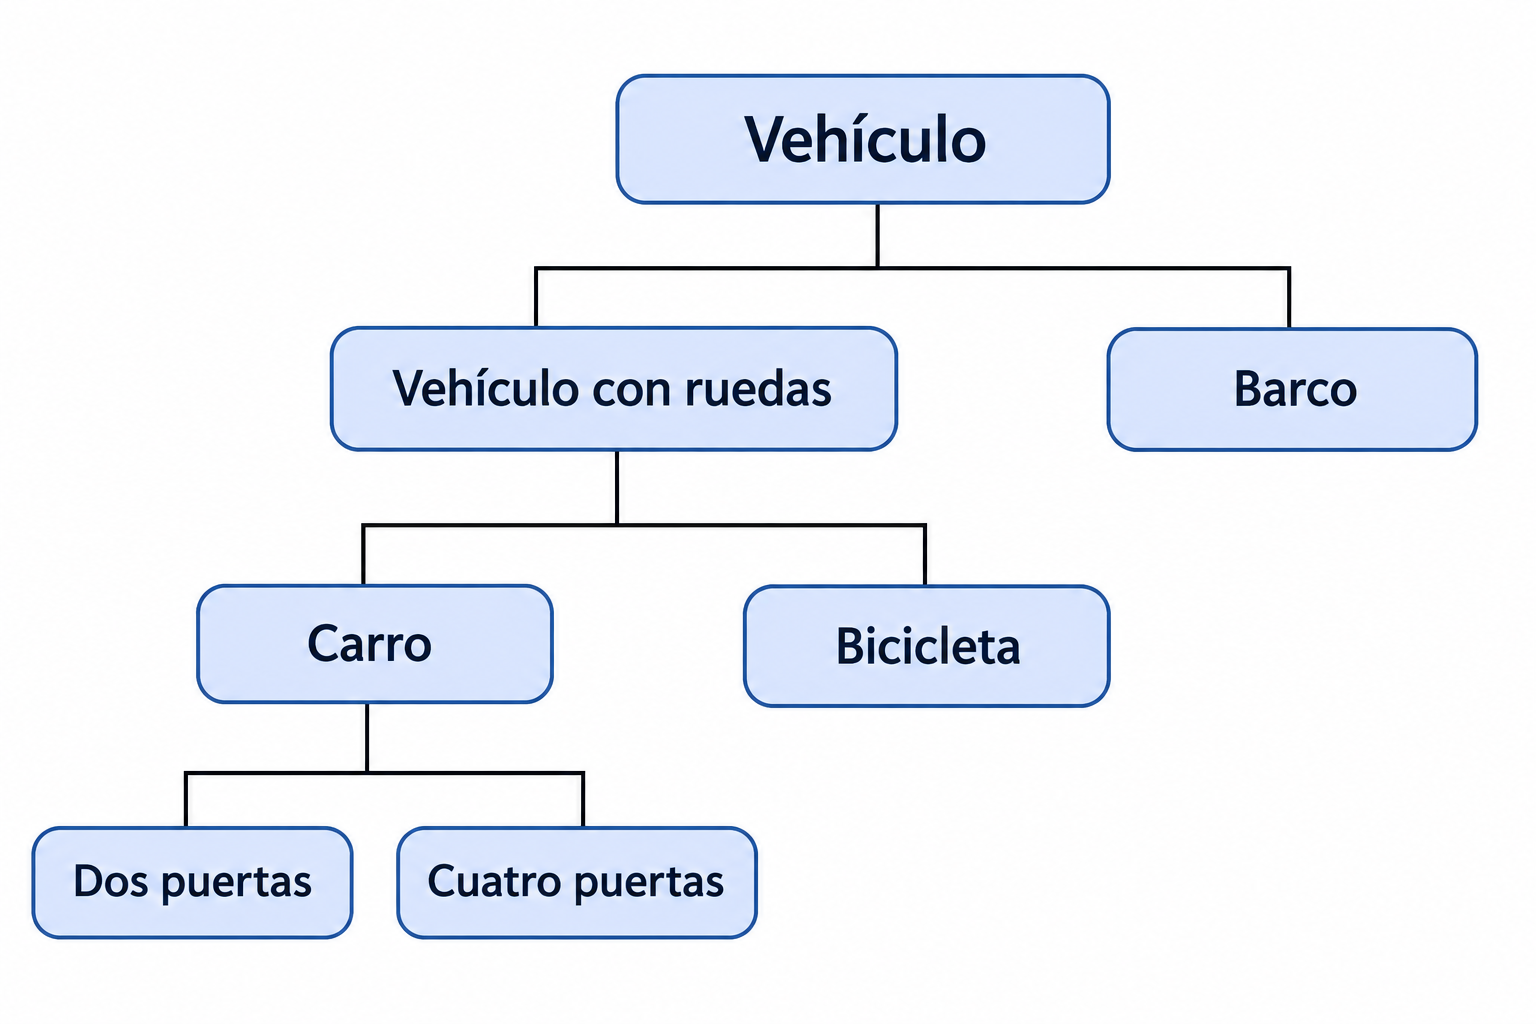 Vehículo
Vehículo con ruedas
Barco
Carro
Bicicleta
Dos puertas
Cuatro puertas